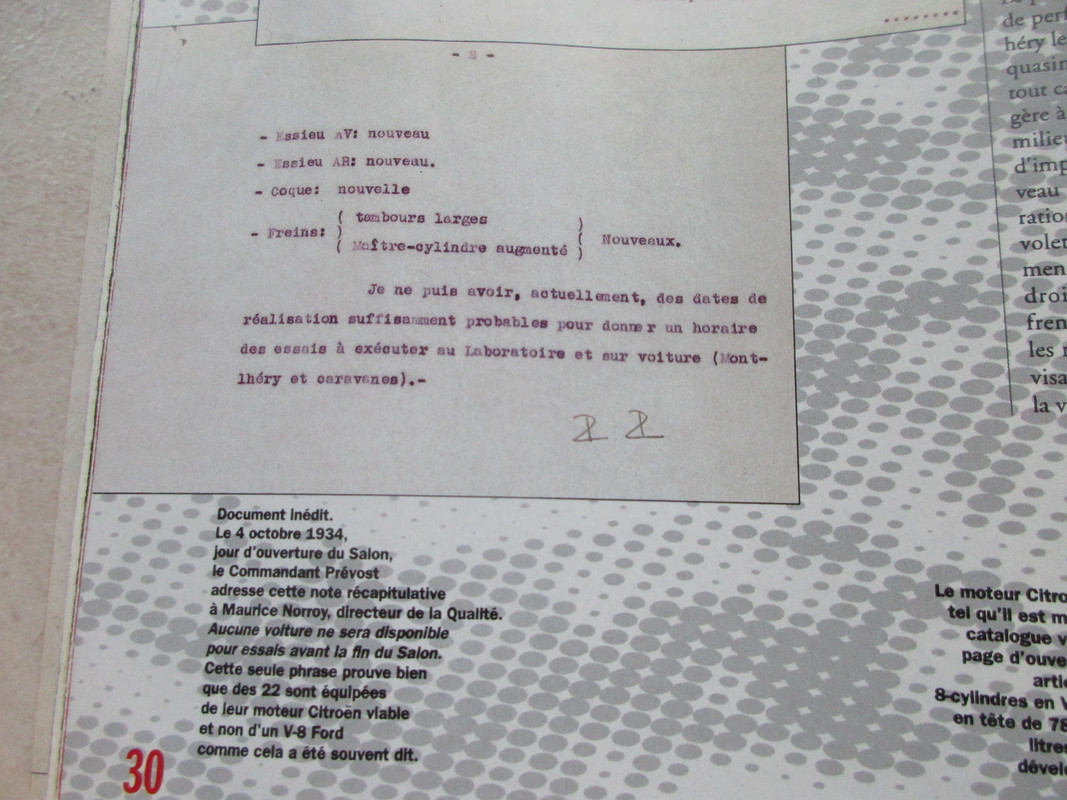 - 2 -
- Essieu AV: nouveau
- Essieu AR: nouveau.
- Coque: nouvelle
- Freins: ( tambours larges ) Nouveaux.
( Maître-cylindre augmenté )
Je ne puis avoir, actuellement, des dates de
réalisation suffisamment probables pour donner un horaire
des essais à exécuter au Laboratoire et sur voiture (Mont-
lhéry et caravanes).-
Document inédit.
Le 4 octobre 1934,
jour d'ouverture du Salon,
le Commandant Prévost
adresse cette note récapitulative
à Maurice Norroy, directeur de la Qualité.
Aucune voiture ne sera disponible
pour essais avant la fin du Salon.
Cette seule phrase prouve bien
que des 22 sont équipées
de leur moteur Citroën viable
et non d'un V-8 Ford
comme cela a été souvent dit.
30
de perf
héry le
quasim
tout ca
gère à
milieu
d'imp
veau
ration
volet
men
droi
fren
les
visa
la v
Le moteur Citro
tel qu'il est m
catalogue v
page d'ouve
arti
8-cylindres en V
en tête de 78
litres
dével